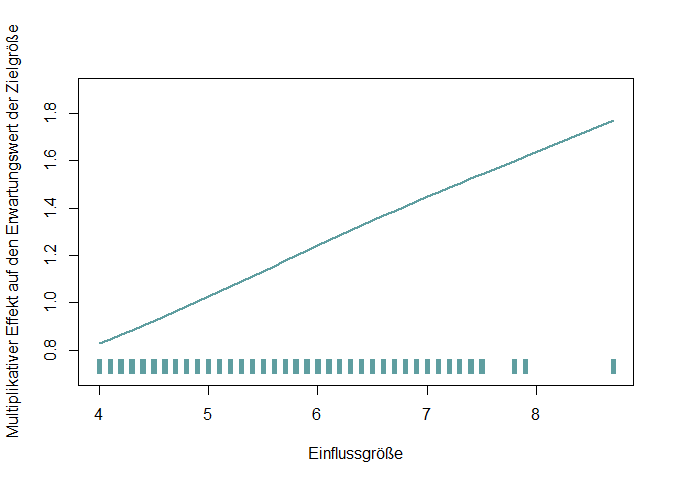 Multiplikativer Effekt auf den Erwartungswert der Zielgröße
1.8
1.6
1.4
1.2
1.0
0.8
4 5 6 7 8
Einflussgröße